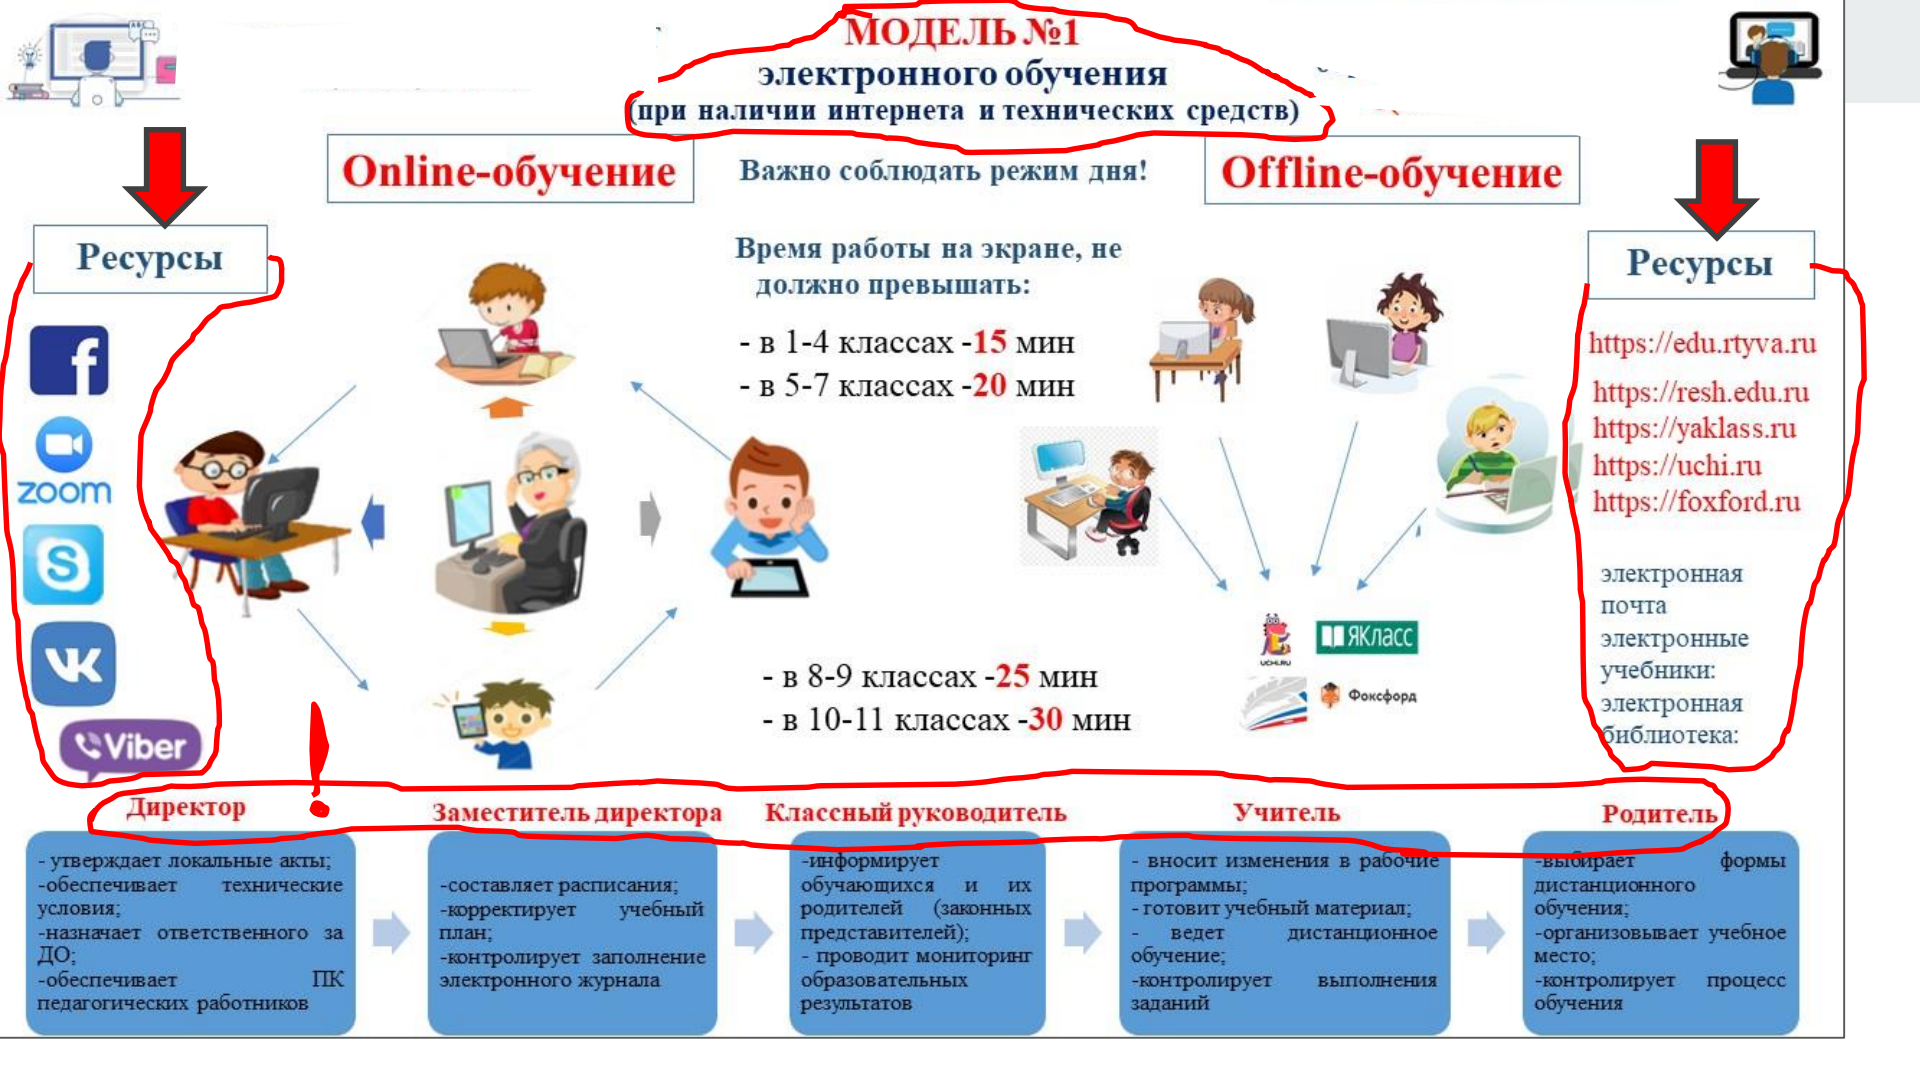 МОДЕЛЬ №1
электронного обучения
(при наличии интернета и технических средств)
Online-обучение
Важно соблюдать режим дня!
Offline-обучение
Ресурсы
zoom
Viber
Время работы на экране, не
должно превышать:
- в 1-4 классах -15 мин
- в 5-7 классах -20 мин
- в 8-9 классах -25 мин
- в 10-11 классах -30 мин
UCHI.RU
ЯКласс
Фоксфорд
Ресурсы
https://edu.rtyva.ru
https://resh.edu.ru
https://yaklass.ru
https://uchi.ru
https://foxford.ru
электронная
почта
электронные
учебники:
электронная
библиотека:
Директор
- утверждает локальные акты;
-обеспечивает технические
условия;
-назначает ответственного за
ДО;
-обеспечивает ПК
педагогических работников
Заместитель директора
-составляет расписания;
-корректирует учебный
план;
-контролирует заполнение
электронного журнала
Классный руководитель
-информирует
обучающихся и их
родителей (законных
представителей);
- проводит мониторинг
образовательных
результатов
Учитель
- вносит изменения в рабочие
программы;
- готовит учебный материал;
- ведет дистанционное
обучение;
-контролирует выполнения
заданий
Родитель
-выбирает формы
дистанционного
обучения;
-организовывает учебное
место;
-контролирует процесс
обучения